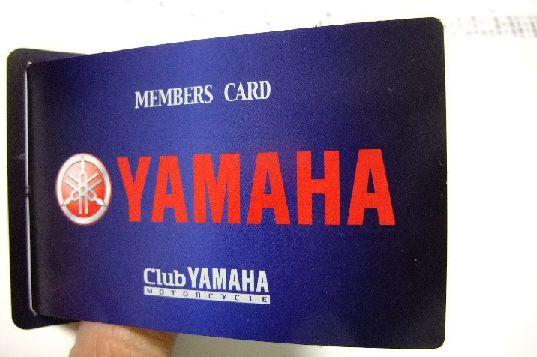 MEMBERS CARD
YAMAHA
Club YAMAHA
MOTORCYCLE